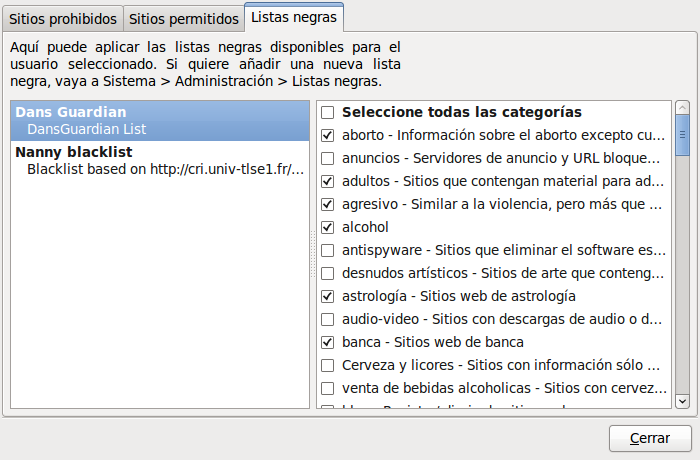 Sitios prohibidos Sitios permitidos Listas negras
Aquí puede aplicar las listas negras disponibles para el
usuario seleccionado. Si quiere añadir una nueva lista
negra, vaya a Sistema > Administración > Listas negras.
Dans Guardian
DansGuardian List
Nanny blacklist
Blacklist based on http://cri.univ-tlse1.fr/...
Seleccione todas las categorías
aborto - Información sobre el aborto excepto cu...
anuncios - Servidores de anuncio y URL bloque...
adultos - Sitios que contengan material para ad...
agresivo - Similar a la violencia, pero más que ...
alcohol
antispyware - Sitios que eliminar el software es...
desnudos artísticos - Sitios de arte que conteng...
astrología - Sitios web de astrología
audio-video - Sitios con descargas de audio o d...
banca - Sitios web de banca
Cerveza y licores - Sitios con información sólo ...
venta de bebidas alcoholicas - Sitios con cervez...
Cerrar